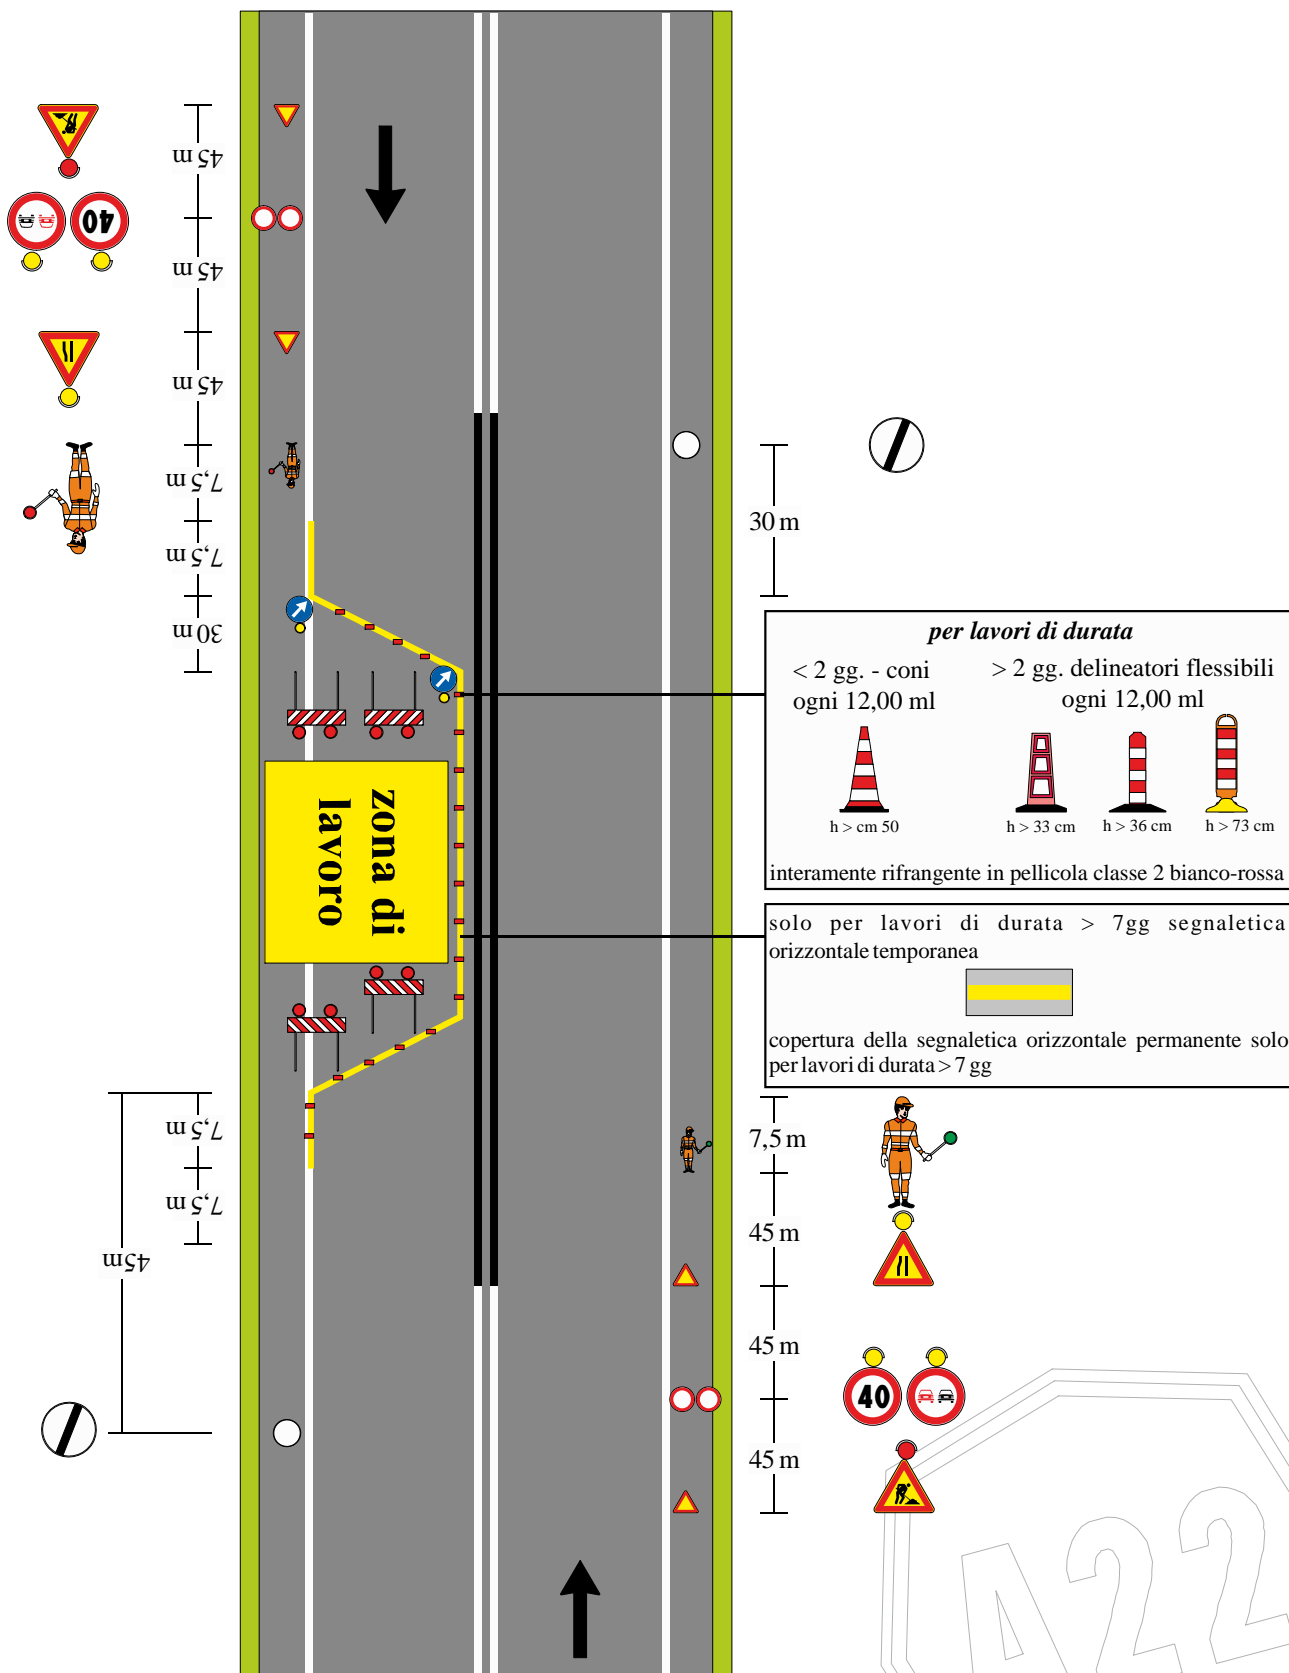 45 m
40
45 m
45 m
7,5 m
30 m
7,5 m
30 m
per lavori di durata
< 2 gg. - coni
ogni 12,00 ml
> 2 gg. delineatori flessibili
ogni 12,00 ml
h > cm 50
h > 33 cm
h > 36 cm
h > 73 cm
interamente rifrangente in pellicola classe 2 bianco-rossa
zona di
lavoro
solo per lavori di durata > 7gg segnaletica
orizzontale temporanea
copertura della segnaletica orizzontale permanente solo
per lavori di durata > 7 gg
7,5 m
7,5 m
7,5 m
45m
45 m
45 m
40
45 m
A22